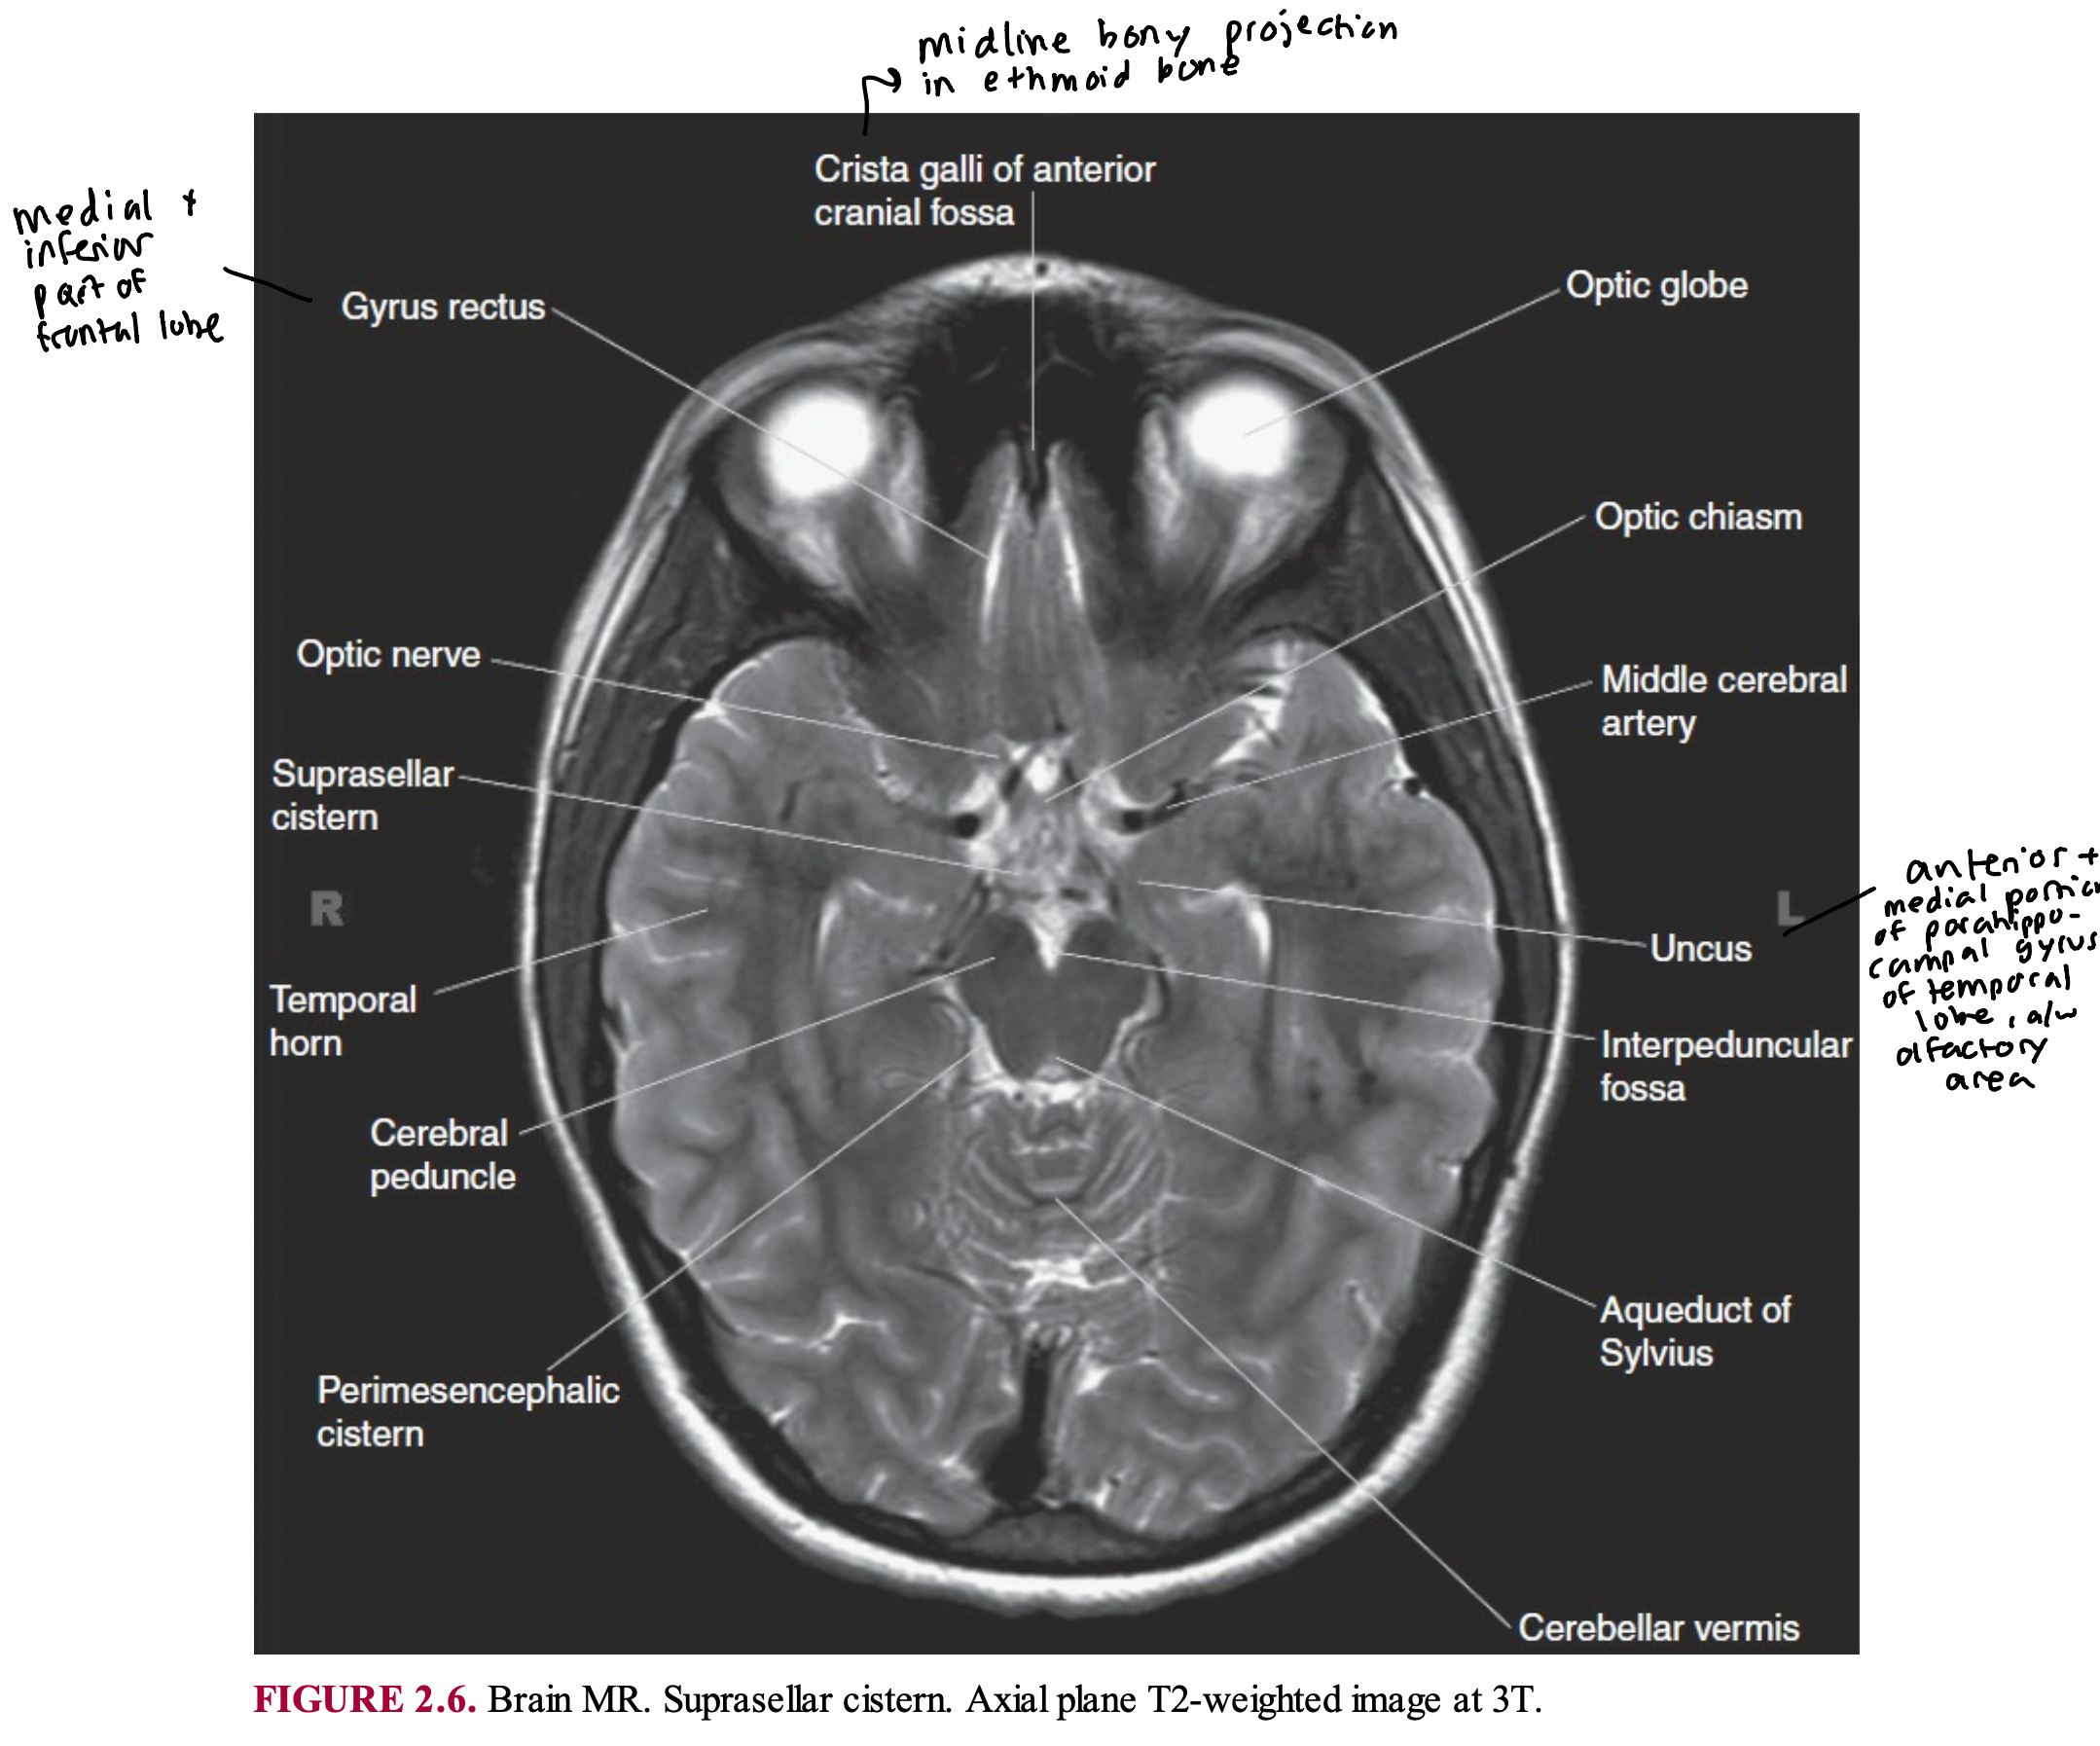 midline bony projection
in ethmoid bone
Crista galli of anterior
cranial fossa
medial +
inferior
part of
frontal lobe
Gyrus rectus
Optic globe
Optic chiasm
Optic nerve
Middle cerebral
artery
Suprasellar
cistern
anterior +
medial portion
of parahippo-
campal gyrus
of temporal
lobe, a/w
olfactory
area
R
L
Uncus
Temporal
horn
Interpeduncular
fossa
Cerebral
peduncle
Aqueduct of
Sylvius
Perimesencephalic
cistern
Cerebellar vermis
FIGURE 2.6. Brain MR. Suprasellar cistern. Axial plane T2-weighted image at 3T.